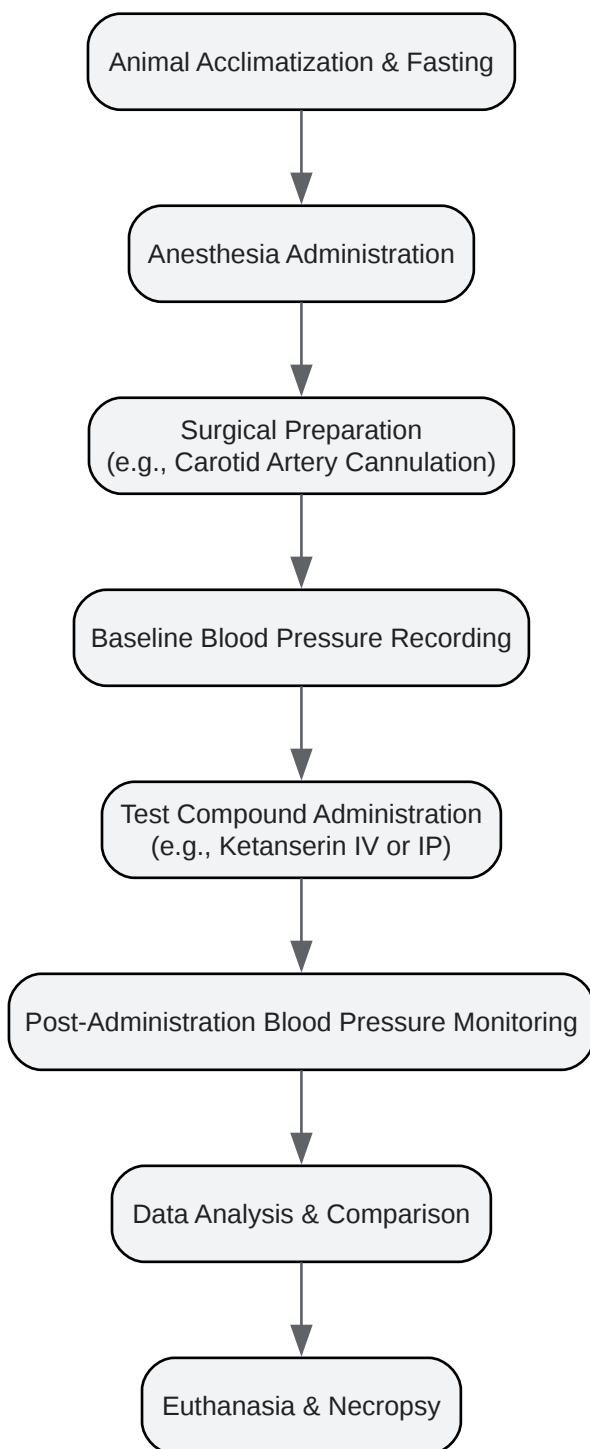 Animal Acclimatization & Fasting
Anesthesia Administration
Surgical Preparation
(e.g., Carotid Artery Cannulation)
Baseline Blood Pressure Recording
Test Compound Administration
(e.g., Ketanserin IV or IP)
Post-Administration Blood Pressure Monitoring
Data Analysis & Comparison
Euthanasia & Necropsy